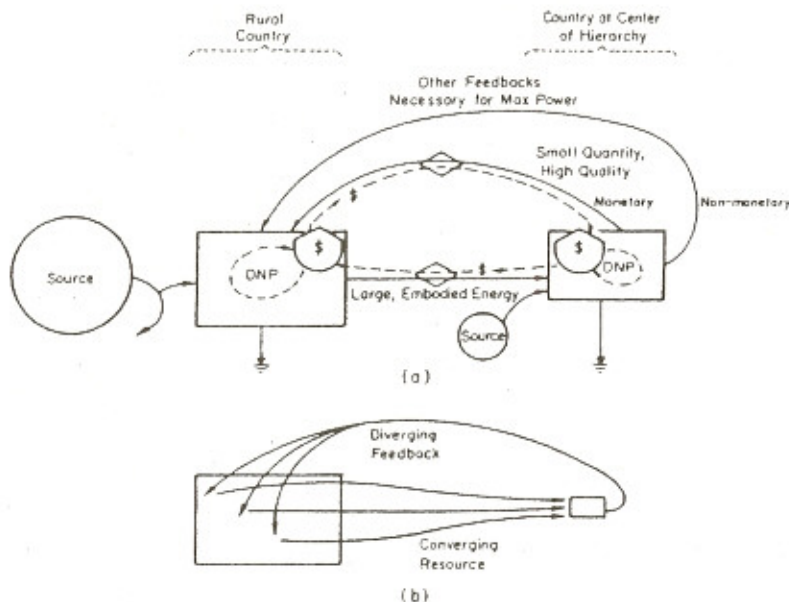 Rural
Country
Country at Center
of Hierarchy
Other Feedbacks
Necessary for Max Power
Small Quantity,
High Quality
$
Monetary
Non-monetary
$
$
Source
DNP
$
DNP
Large, Embodied Energy
Source
(a)
Diverging
Feedback
Converging
Resource
(b)